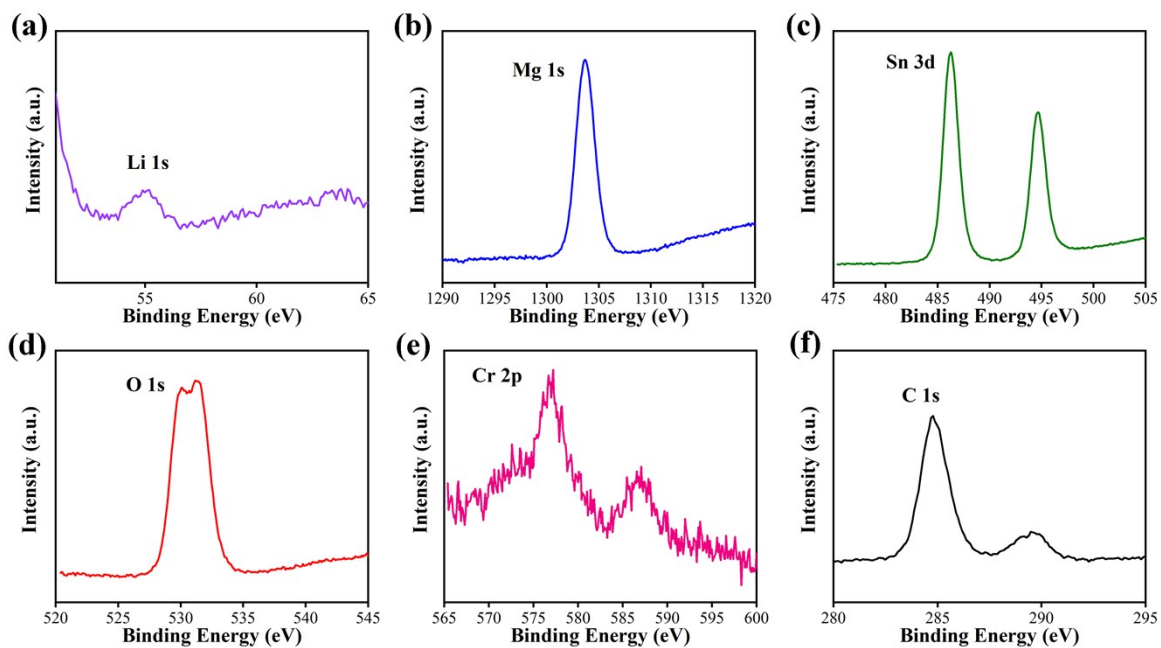 (a)
Li 1s
Intensity (a.u.)
55 60 65
Binding Energy (eV)
(b)
Mg 1s
Intensity (a.u.)
1290 1295 1300 1305 1310 1315 1320
Binding Energy (eV)
(c)
Sn 3d
Intensity (a.u.)
475 480 485 490 495 500 505
Binding Energy (eV)
(d)
O 1s
Intensity (a.u.)
520 525 530 535 540 545
Binding Energy (eV)
(e)
Cr 2p
Intensity (a.u.)
565 570 575 580 585 590 595 600
Binding Energy (eV)
(f)
C 1s
Intensity (a.u.)
280 285 290 295
Binding Energy (eV)